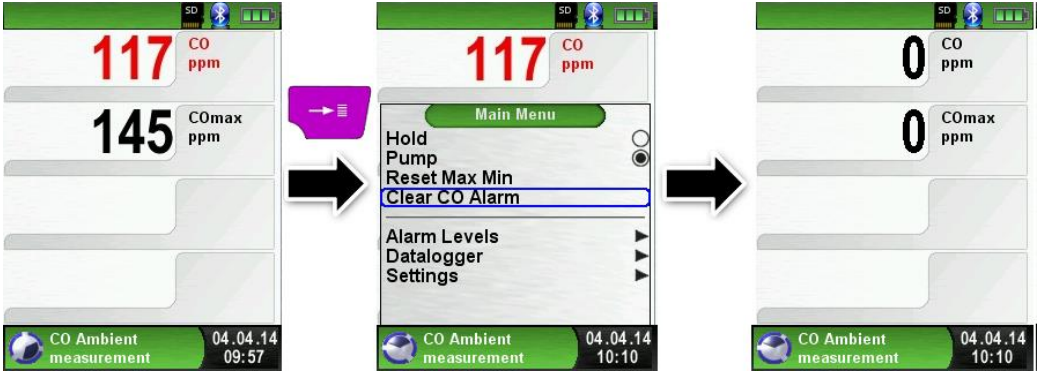 SD
117 CO ppm
145 COmax ppm
CO Ambient measurement
04.04.14
09:57
SD
117 CO ppm
Main Menu
Hold
Pump
Reset Max Min
Clear CO Alarm
Alarm Levels
Datalogger
Settings
CO Ambient measurement
04.04.14
10:10
SD
0 CO ppm
0 COmax ppm
CO Ambient measurement
04.04.14
10:10